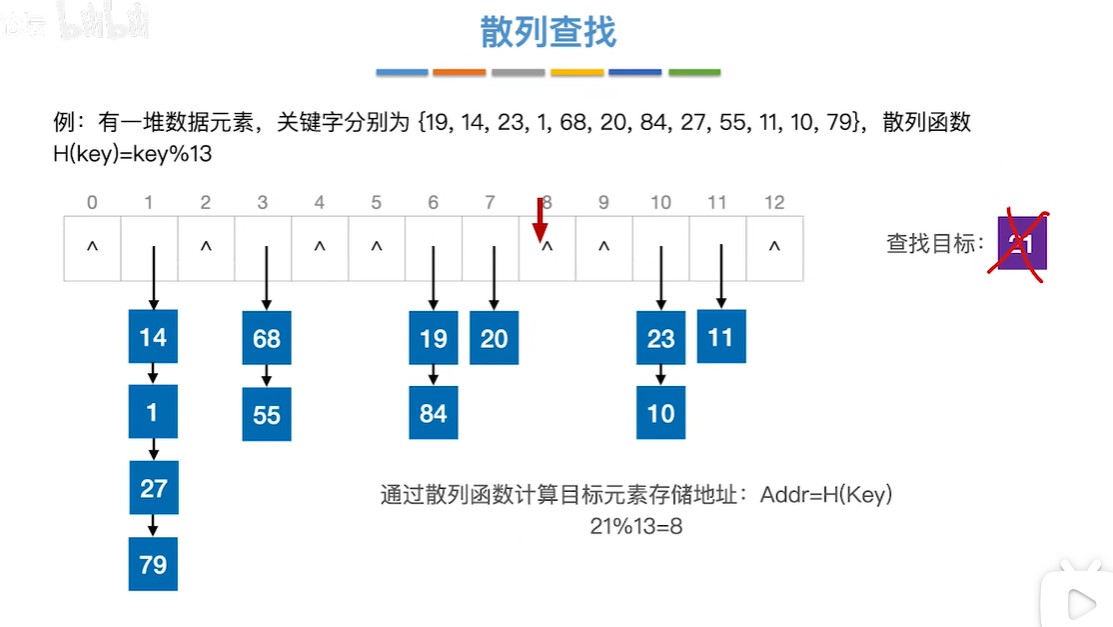 散列查找
例：有一堆数据元素，关键字分别为 {19, 14, 23, 1, 68, 20, 84, 27, 55, 11, 10, 79}，散列函数
H(key)=key%13
0 1 2 3 4 5 6 7 8 9 10 11 12
^ ^ ^ ^ ^ ^ ^
查找目标：21
14 68 19 20 23 11
1 55 84 10
27
79
通过散列函数计算目标元素存储地址：Addr=H(Key)
21%13=8